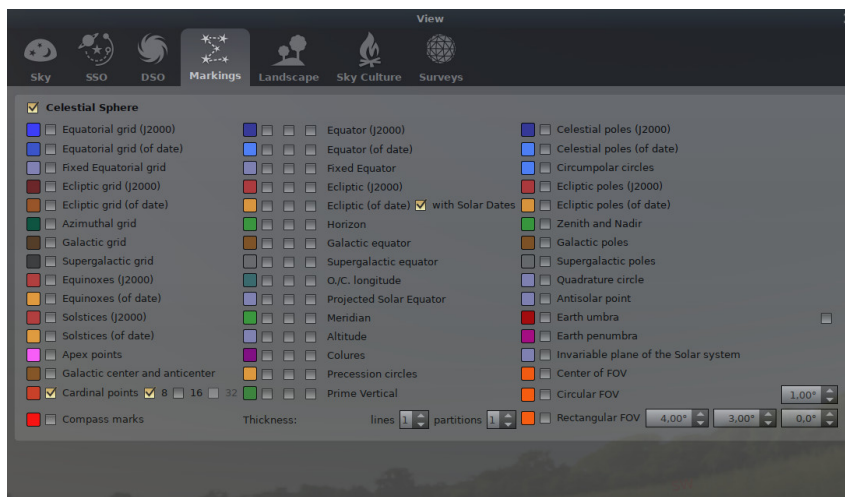 View
Sky SSO DSO Markings Landscape Sky Culture Surveys
Celestial Sphere
Equatorial grid (J2000) Equator (J2000) Celestial poles (J2000)
Equatorial grid (of date) Equator (of date) Celestial poles (of date)
Fixed Equatorial grid Fixed Equator Circumpolar circles
Ecliptic grid (J2000) Ecliptic (J2000) Ecliptic poles (J2000)
Ecliptic grid (of date) Ecliptic (of date) with Solar Dates Ecliptic poles (of date)
Azimuthal grid Horizon Zenith and Nadir
Galactic grid Galactic equator Galactic poles
Supergalactic grid Supergalactic equator Supergalactic poles
Equinoxes (J2000) O./C. longitude Quadrature circle
Equinoxes (of date) Projected Solar Equator Antisolar point
Solstices (J2000) Meridian Earth umbra
Solstices (of date) Altitude Earth penumbra
Apex points Colures Invariable plane of the Solar system
Galactic center and anticenter Precession circles Center of FOV
Cardinal points 8 16 32 Prime Vertical Circular FOV 1,00°
Compass marks Thickness: lines 1 partitions 1 Rectangular FOV 4,00° 3,00° 0,0°